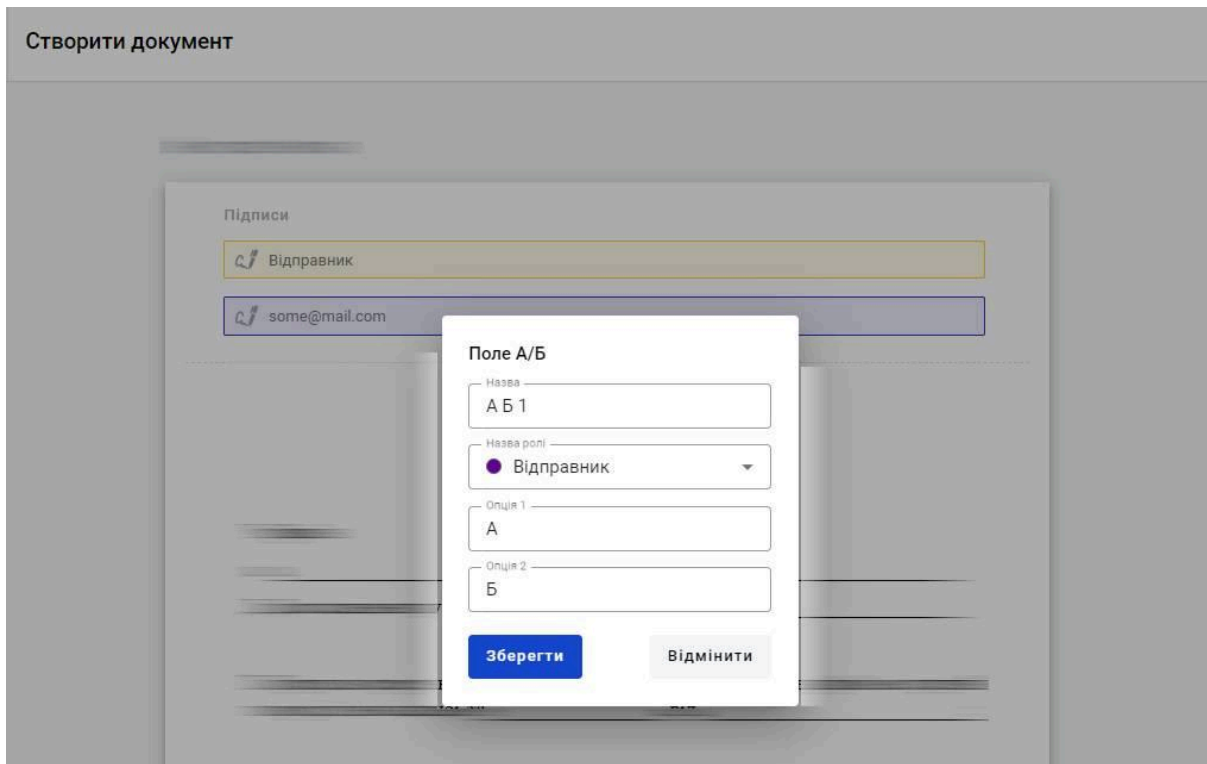 Створити документ
Підписи
Відправник
some@mail.com
Поле А/Б
Назва
А Б 1
Назва ролі
Відправник
Опція 1
А
Опція 2
Б
Зберегти
Відмінити